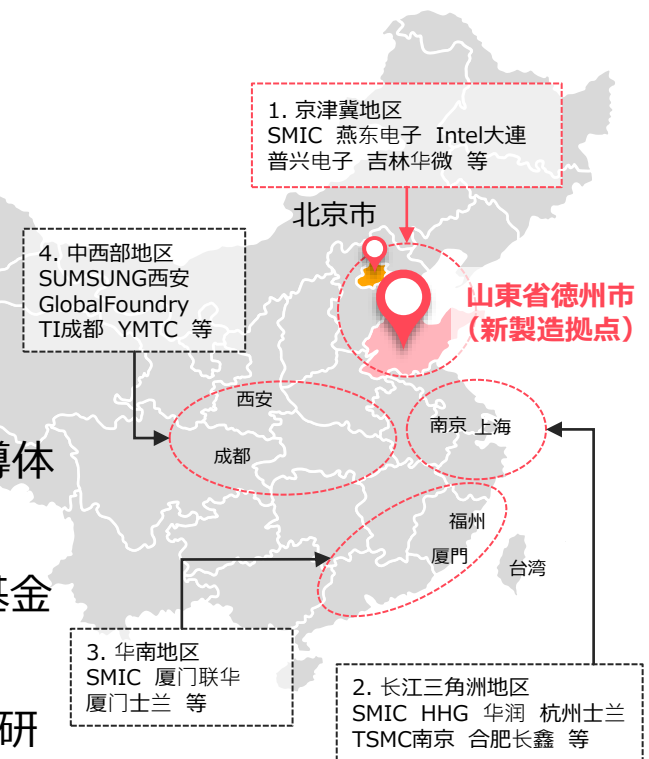 1. 京津冀地区
SMIC 燕东电子 Intel大連
普兴电子 吉林华微 等
北京市
4. 中西部地区
SUMSUNG西安
GlobalFoundry
TI成都 YMTC 等
山東省徳州市
（新製造拠点）
西安
成都
南京 上海
導体
福州
厦門
台湾
基金
3. 华南地区
SMIC 厦门联华
厦门士兰 等
2. 长江三角洲地区
SMIC HHG 华润 杭州士兰
TSMC南京 合肥长鑫 等
研